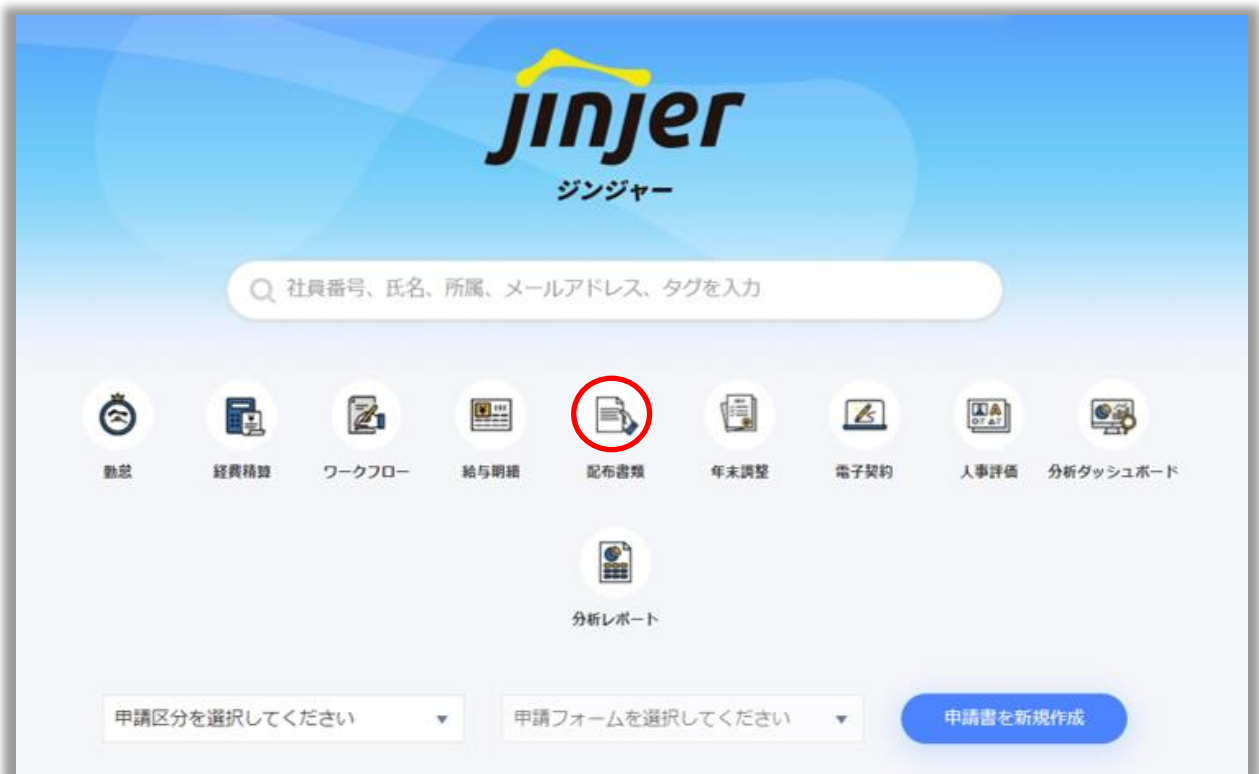 jinjer
ジンジャー
社員番号、氏名、所属、メールアドレス、タグを入力
勤怠 経費精算 ワークフロー 給与明細 配布書類 年末調整 電子契約 人事評価 分析ダッシュボード
分析レポート
申請区分を選択してください 申請フォームを選択してください 申請書を新規作成